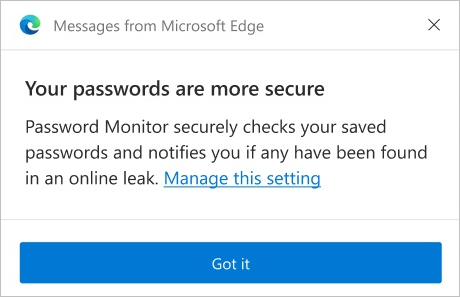 Messages from Microsoft Edge
Your passwords are more secure
Password Monitor securely checks your saved
passwords and notifies you if any have been found
in an online leak. Manage this setting
Got it